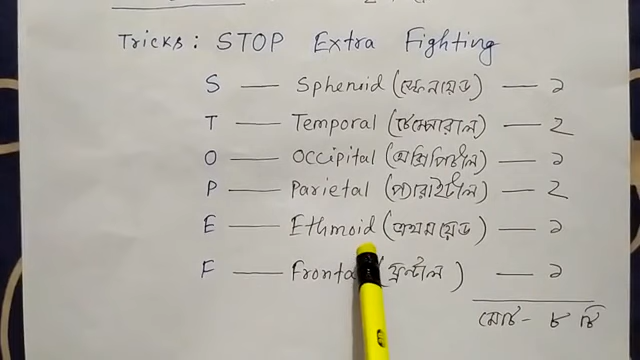 Tricks: STOP Extra Fighting
S — Sphenoid (স্ফেনয়েড) — ১
T — Temporal (টেম্পোরাল) — 2
O — Occipital (অক্সিপিটাল) — ১
P — Parietal (প্যারাইটাল) — 2
E — Ethmoid (এথময়েড) — ১
F — Fronta (ফ্রন্টাল) — ১
মোট - ৮ টি